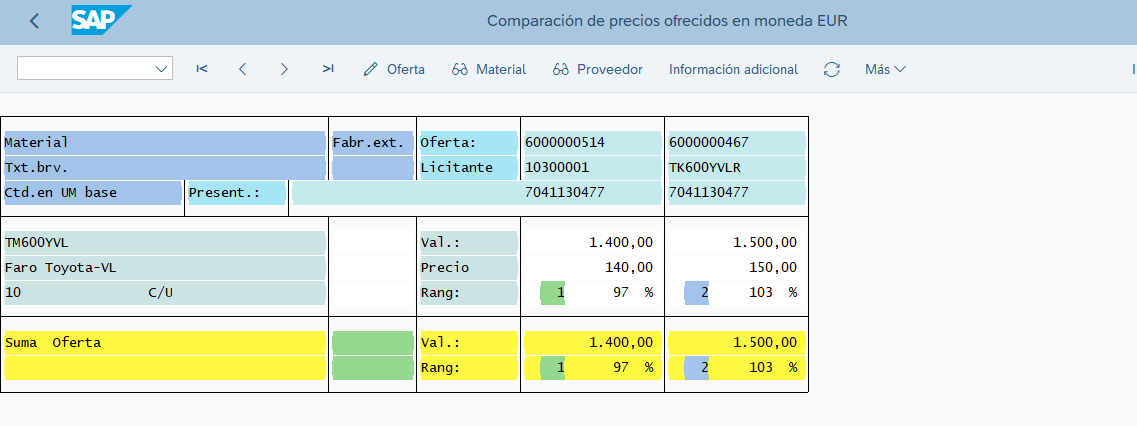 SAP
Comparación de precios ofrecidos en moneda EUR
Oferta Material Proveedor Información adicional Más
Material Fabr.ext. Oferta: 6000000514 6000000467
Txt.brv. Licitante 10300001 TK600YVLR
Ctd.en UM base Present.: 7041130477 7041130477
TM600YVL Val.: 1.400,00 1.500,00
Faro Toyota-VL Precio 140,00 150,00
10 C/U Rang: 1 97 % 2 103 %
Suma Oferta Val.: 1.400,00 1.500,00
Rang: 1 97 % 2 103 %